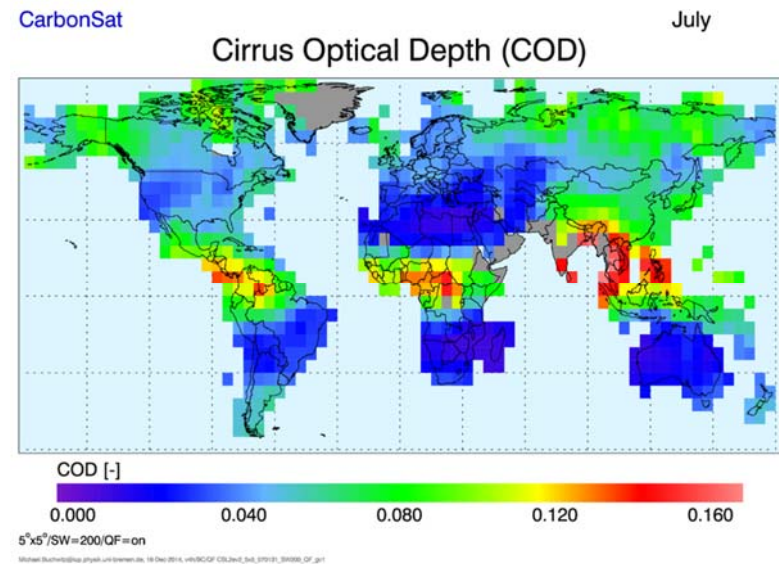 CarbonSat
July
Cirrus Optical Depth (COD)
COD [-]
0.000 0.040 0.080 0.120 0.160
5°x5°/SW=200/QF=on